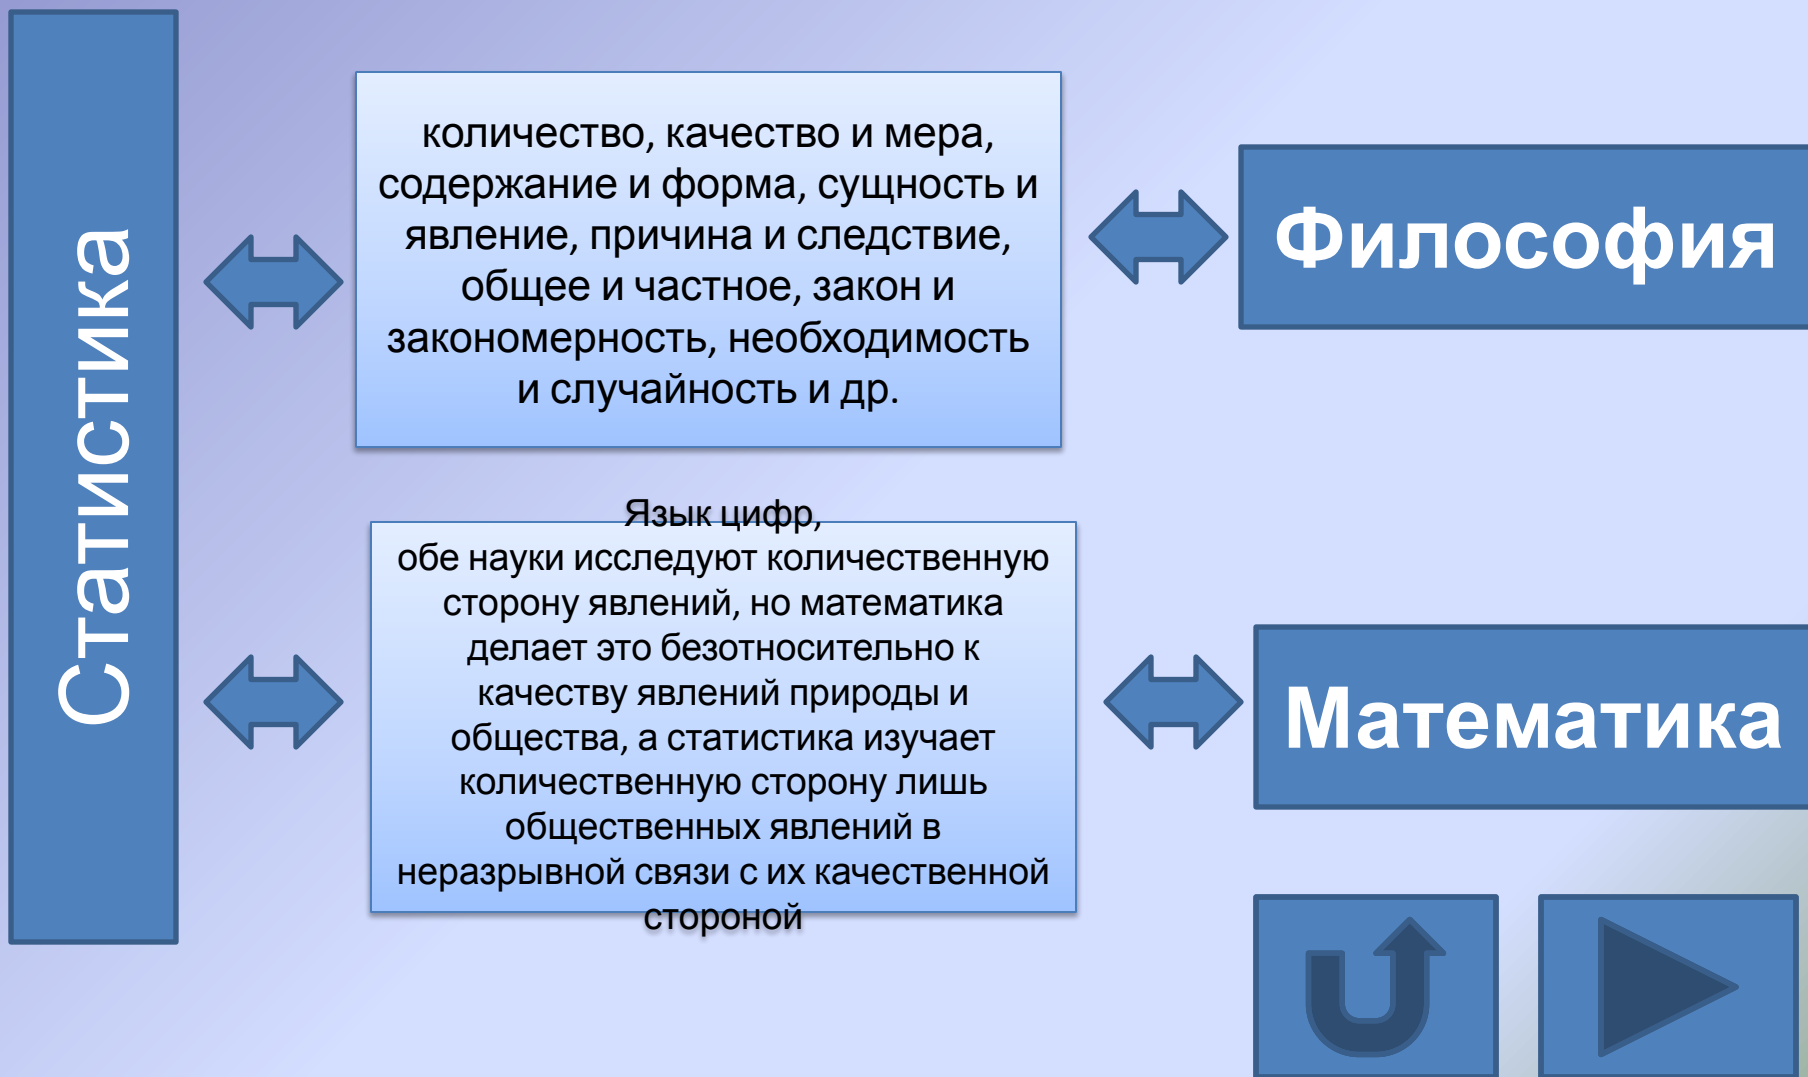 Статистика
количество, качество и мера,
содержание и форма, сущность и
явление, причина и следствие,
общее и частное, закон и
закономерность, необходимость
и случайность и др.
Философия
Язык цифр,
обе науки исследуют количественную
сторону явлений, но математика
делает это безотносительно к
качеству явлений природы и
общества, а статистика изучает
количественную сторону лишь
общественных явлений в
неразрывной связи с их качественной
стороной
Математика